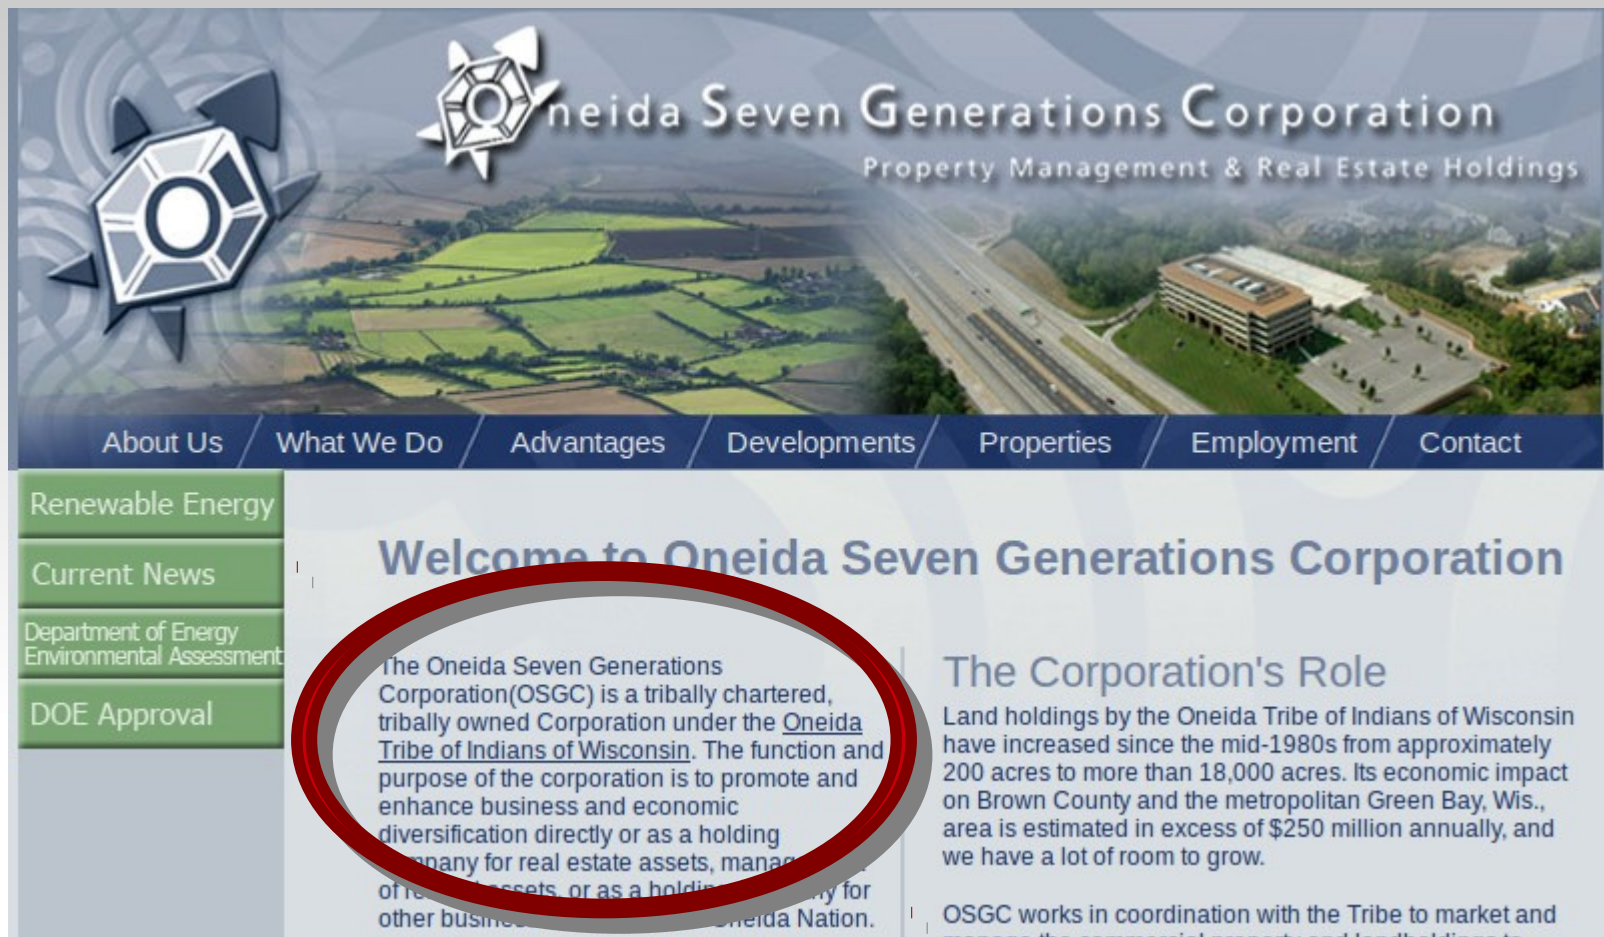 Oneida Seven Generations Corporation
Property Management & Real Estate Holdings
About Us
What We Do
Advantages
Developments
Properties
Employment
Contact
Renewable Energy
Current News
Department of Energy
Environmental Assessment
DOE Approval
Welcome to Oneida Seven Generations Corporation
The Oneida Seven Generations
Corporation(OSGC) is a tribally chartered,
tribally owned Corporation under the Oneida
Tribe of Indians of Wisconsin. The function and
purpose of the corporation is to promote and
enhance business and economic
diversification directly or as a holding
company for real estate assets,
of assets, or as a holding for
other Oneida Nation.
The Corporation's Role
Land holdings by the Oneida Tribe of Indians of Wisconsin
have increased since the mid-1980s from approximately
200 acres to more than 18,000 acres. Its economic impact
on Brown County and the metropolitan Green Bay, Wis.,
area is estimated in excess of $250 million annually, and
we have a lot of room to grow.
OSGC works in coordination with the Tribe to market and